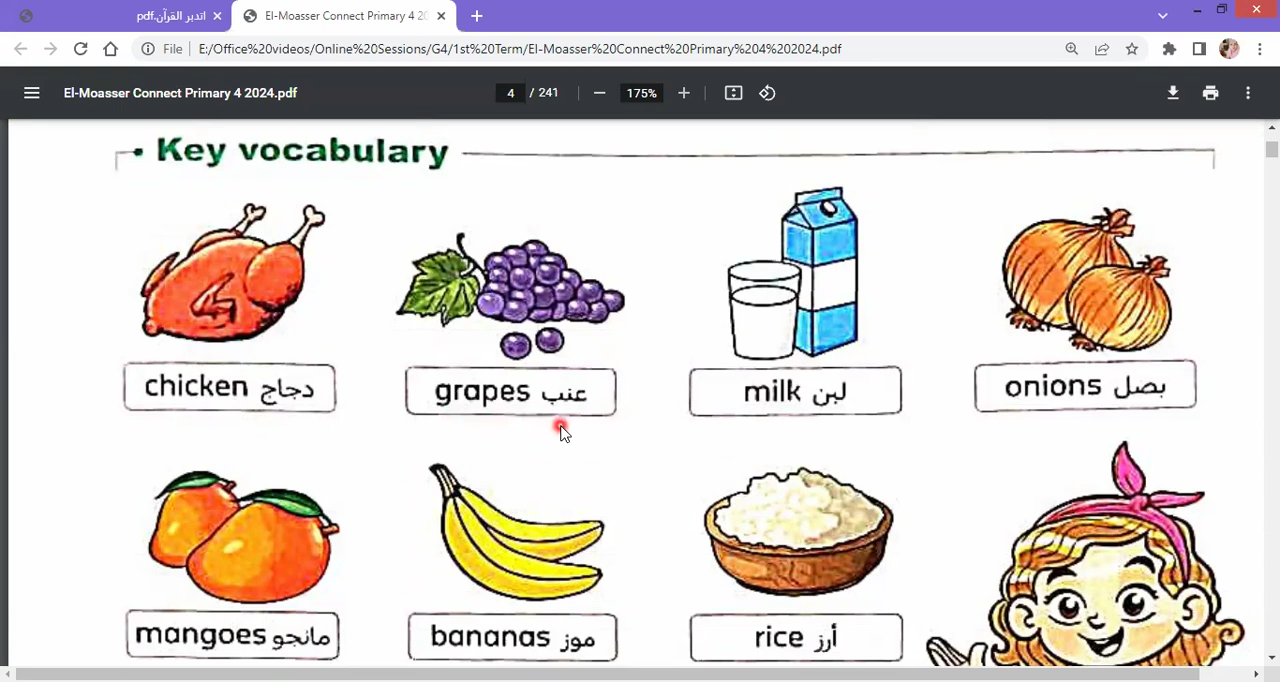 اتدبر القرآن.pdf
El-Moasser Connect Primary 4 20
File
E:/Office%20videos/Online%20Sessions/G4/1st%20Term/El-Moasser%20Connect%20Primary%204%202024.pdf
El-Moasser Connect Primary 4 2024.pdf
4 / 241
175%
Key vocabulary
chicken دجاج
grapes عنب
milk لبن
onions بصل
mangoes مانجو
bananas موز
rice أرز